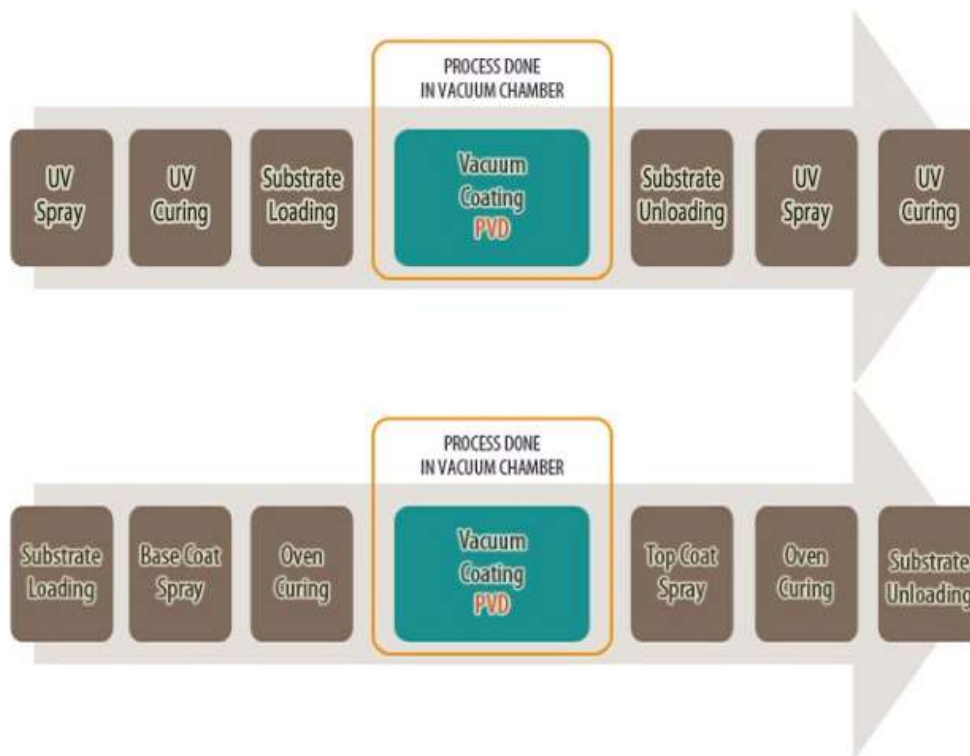 PROCESS DONE
IN VACUUM CHAMBER
UV
Spray
UV
Curing
Substrate
Loading
Vacuum
Coating
PVD
Substrate
Unloading
UV
Spray
UV
Curing
PROCESS DONE
IN VACUUM CHAMBER
Substrate
Loading
Base Coat
Spray
Oven
Curing
Vacuum
Coating
PVD
Top Coat
Spray
Oven
Curing
Substrate
Unloading